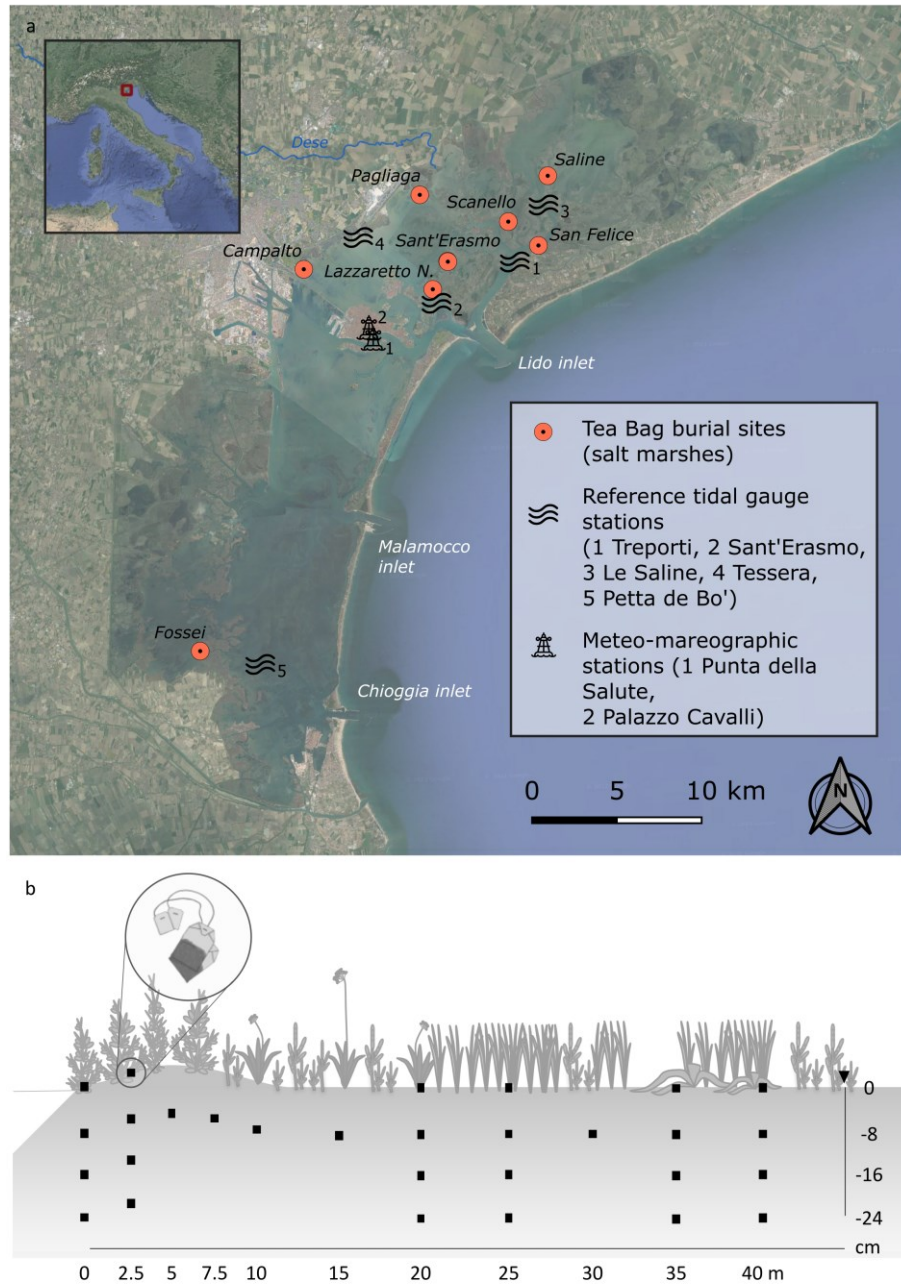 a
Dese
Pagliaga
Saline
Scanello
3
4
Sant'Erasmo
San Felice
Campalto
Lazzaretto N.
1
2
2
1
Lido inlet
Tea Bag burial sites
(salt marshes)
Reference tidal gauge
stations
(1 Treporti, 2 Sant'Erasmo,
3 Le Saline, 4 Tessera,
5 Petta de Bo')
Meteo-mareographic
stations (1 Punta della
Salute,
2 Palazzo Cavalli)
Malamocco
inlet
Fossei
5
Chioggia inlet
0 5 10 km
N
b
0
-8
-16
-24
cm
0 2.5 5 7.5 10 15 20 25 30 35 40 m